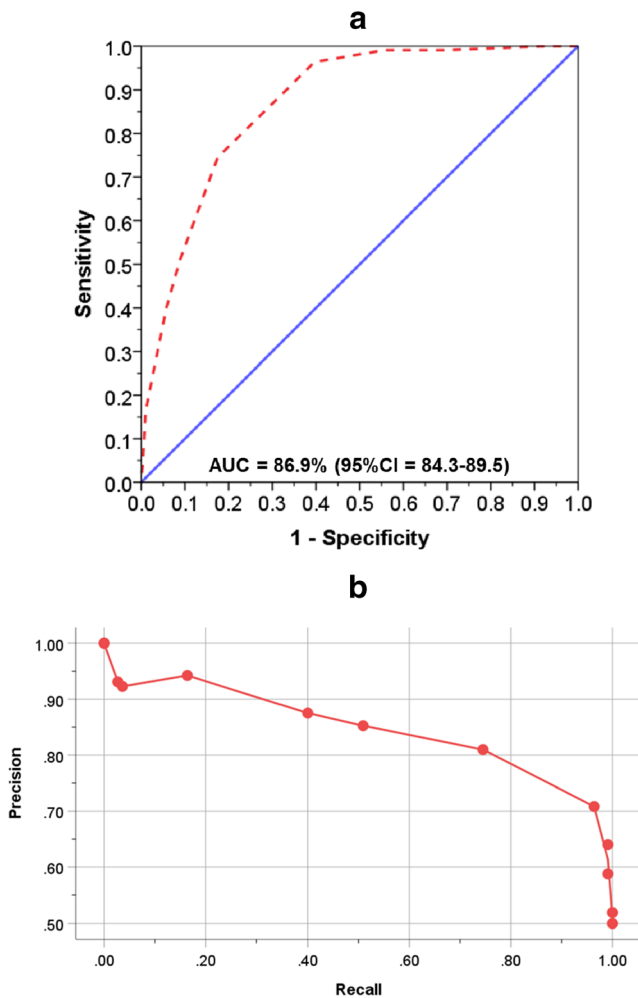 a
1.0
0.9
0.8
0.7
0.6
0.5
0.4
0.3
0.2
0.1
0.0
Sensitivity
AUC = 86.9% (95%CI = 84.3-89.5)
0.0 0.1 0.2 0.3 0.4 0.5 0.6 0.7 0.8 0.9 1.0
1 - Specificity
b
1.00
.90
.80
.70
.60
.50
Precision
.00 .20 .40 .60 .80 1.00
Recall